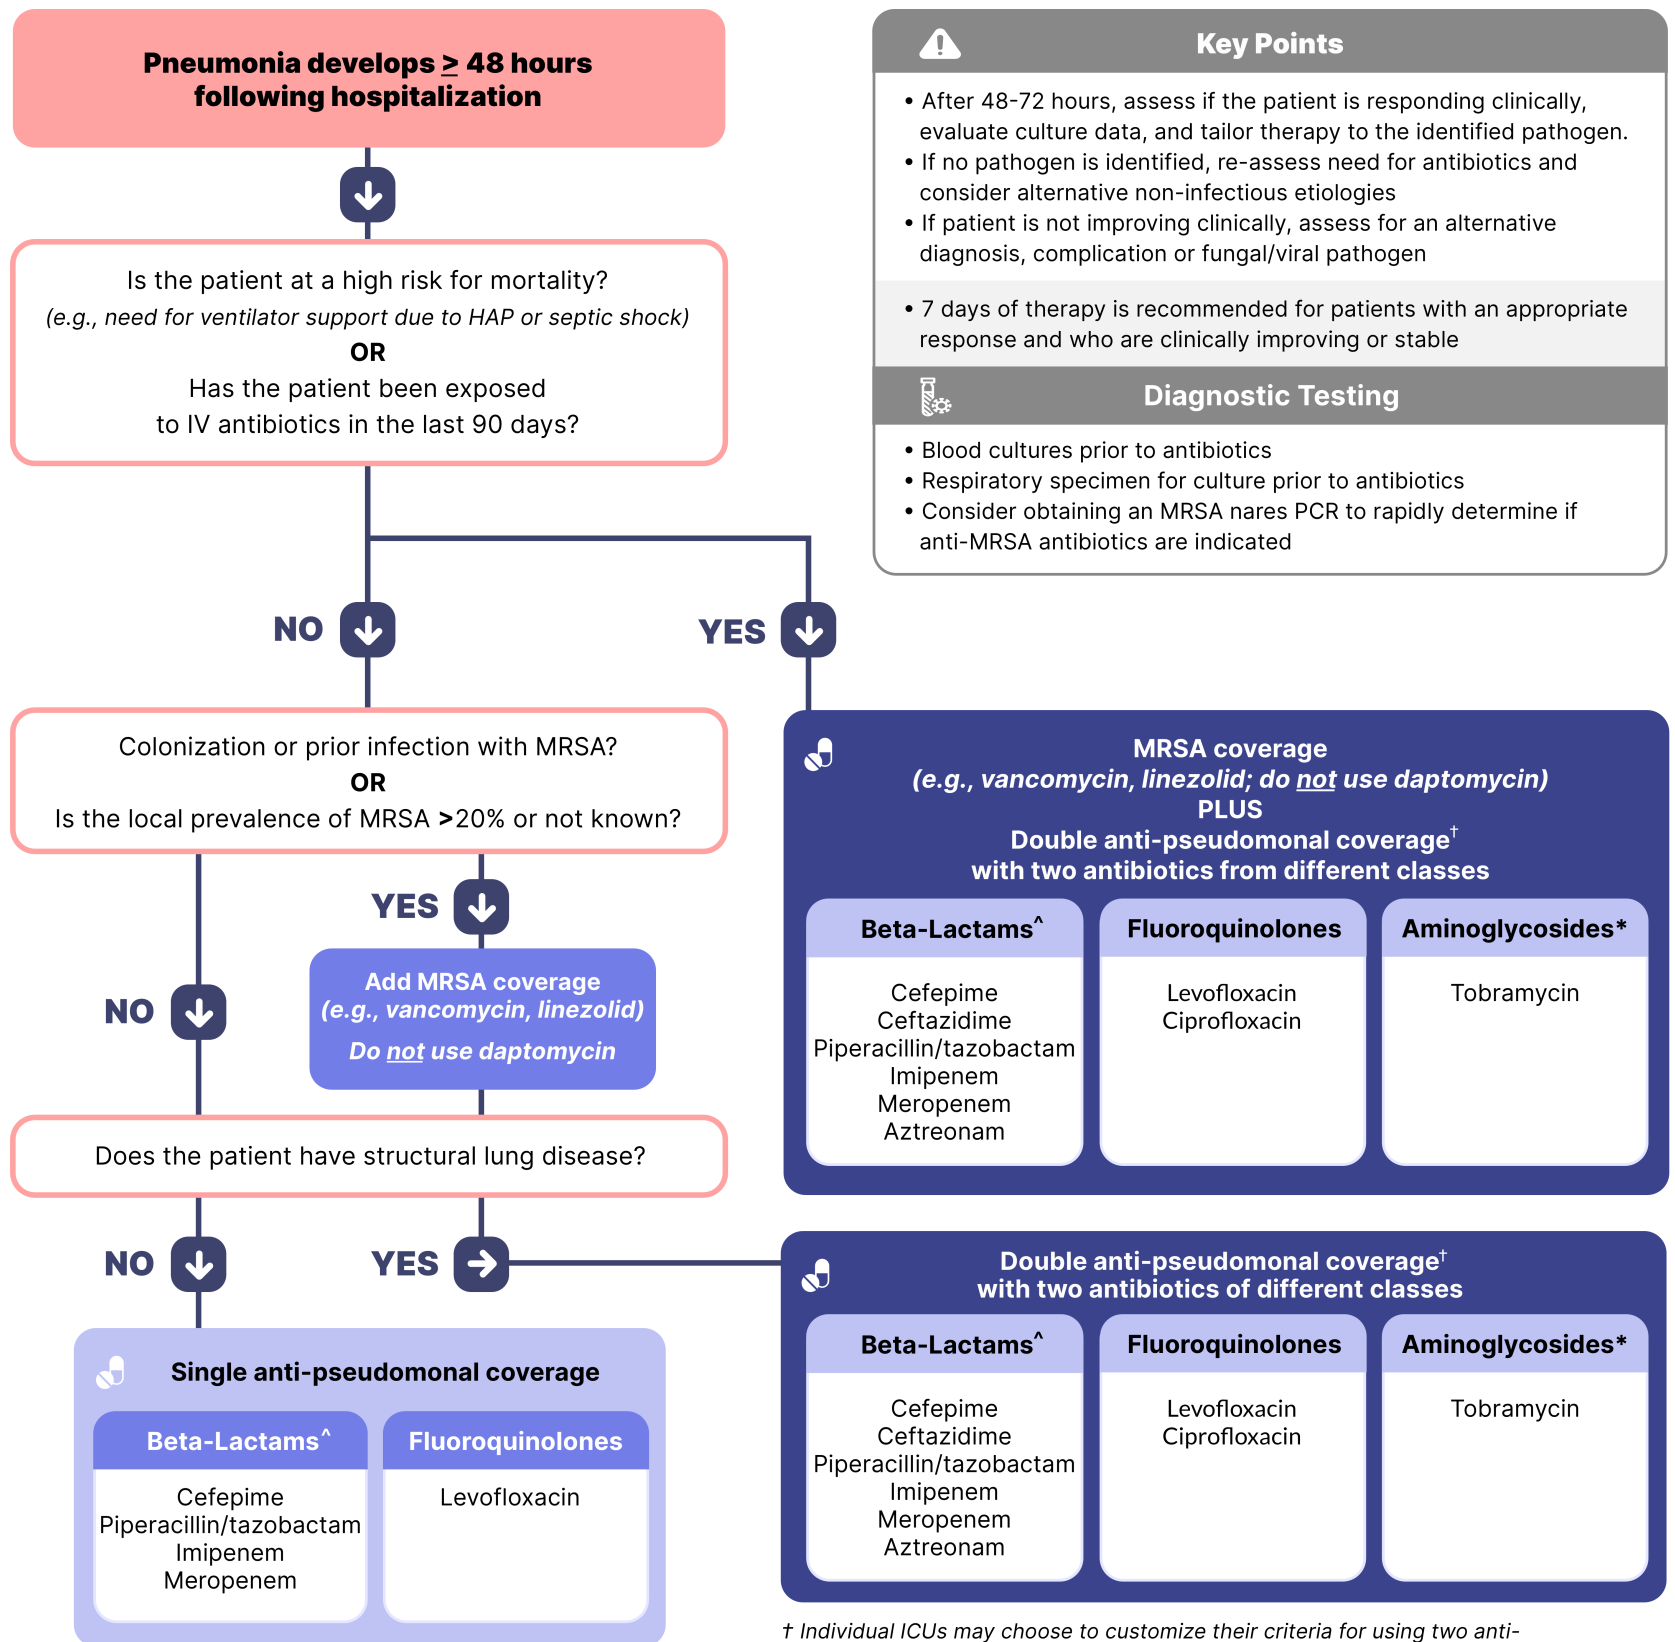 Pneumonia develops ≥ 48 hours
following hospitalization
Is the patient at a high risk for mortality?
(e.g., need for ventilator support due to HAP or septic shock)
OR
Has the patient been exposed
to IV antibiotics in the last 90 days?
NO
YES
Key Points
• After 48-72 hours, assess if the patient is responding clinically,
evaluate culture data, and tailor therapy to the identified pathogen.
• If no pathogen is identified, re-assess need for antibiotics and
consider alternative non-infectious etiologies
• If patient is not improving clinically, assess for an alternative
diagnosis, complication or fungal/viral pathogen
• 7 days of therapy is recommended for patients with an appropriate
response and who are clinically improving or stable
Diagnostic Testing
• Blood cultures prior to antibiotics
• Respiratory specimen for culture prior to antibiotics
• Consider obtaining an MRSA nares PCR to rapidly determine if
anti-MRSA antibiotics are indicated
Colonization or prior infection with MRSA?
OR
Is the local prevalence of MRSA >20% or not known?
NO
YES
Add MRSA coverage
(e.g., vancomycin, linezolid)
Do not use daptomycin
Does the patient have structural lung disease?
NO
YES
MRSA coverage
(e.g., vancomycin, linezolid; do not use daptomycin)
PLUS
Double anti-pseudomonal coverage†
with two antibiotics from different classes
Beta-Lactams^
Cefepime
Ceftazidime
Piperacillin/tazobactam
Imipenem
Meropenem
Aztreonam
Fluoroquinolones
Levofloxacin
Ciprofloxacin
Aminoglycosides*
Tobramycin
Double anti-pseudomonal coverage†
with two antibiotics of different classes
Beta-Lactams^
Cefepime
Ceftazidime
Piperacillin/tazobactam
Imipenem
Meropenem
Aztreonam
Fluoroquinolones
Levofloxacin
Ciprofloxacin
Aminoglycosides*
Tobramycin
Single anti-pseudomonal coverage
Beta-Lactams^
Cefepime
Piperacillin/tazobactam
Imipenem
Meropenem
Fluoroquinolones
Levofloxacin
† Individual ICUs may choose to customize their criteria for using two anti-